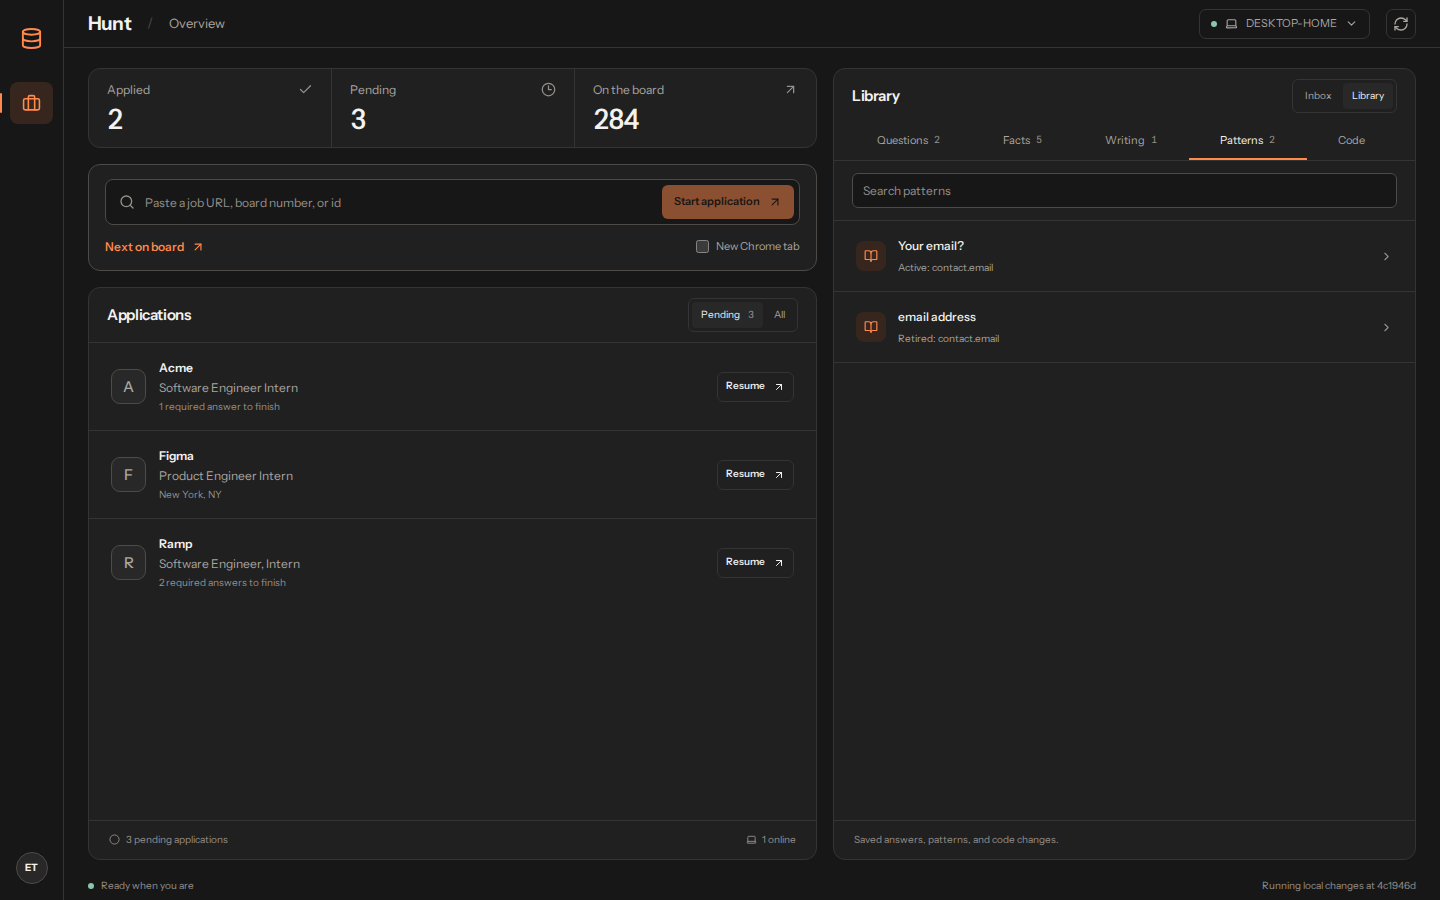 Hunt / Overview
DESKTOP-HOME
Applied
2
Pending
3
On the board
284
Paste a job URL, board number, or id
Start application
Next on board
New Chrome tab
Applications
Pending 3
All
A
Acme
Software Engineer Intern
1 required answer to finish
Resume
F
Figma
Product Engineer Intern
New York, NY
Resume
R
Ramp
Software Engineer, Intern
2 required answers to finish
Resume
3 pending applications
1 online
Library
Inbox
Library
Questions 2
Facts 5
Writing 1
Patterns 2
Code
Search patterns
Your email?
Active: contact.email
email address
Retired: contact.email
Saved answers, patterns, and code changes.
ET
Ready when you are
Running local changes at 4c1946d